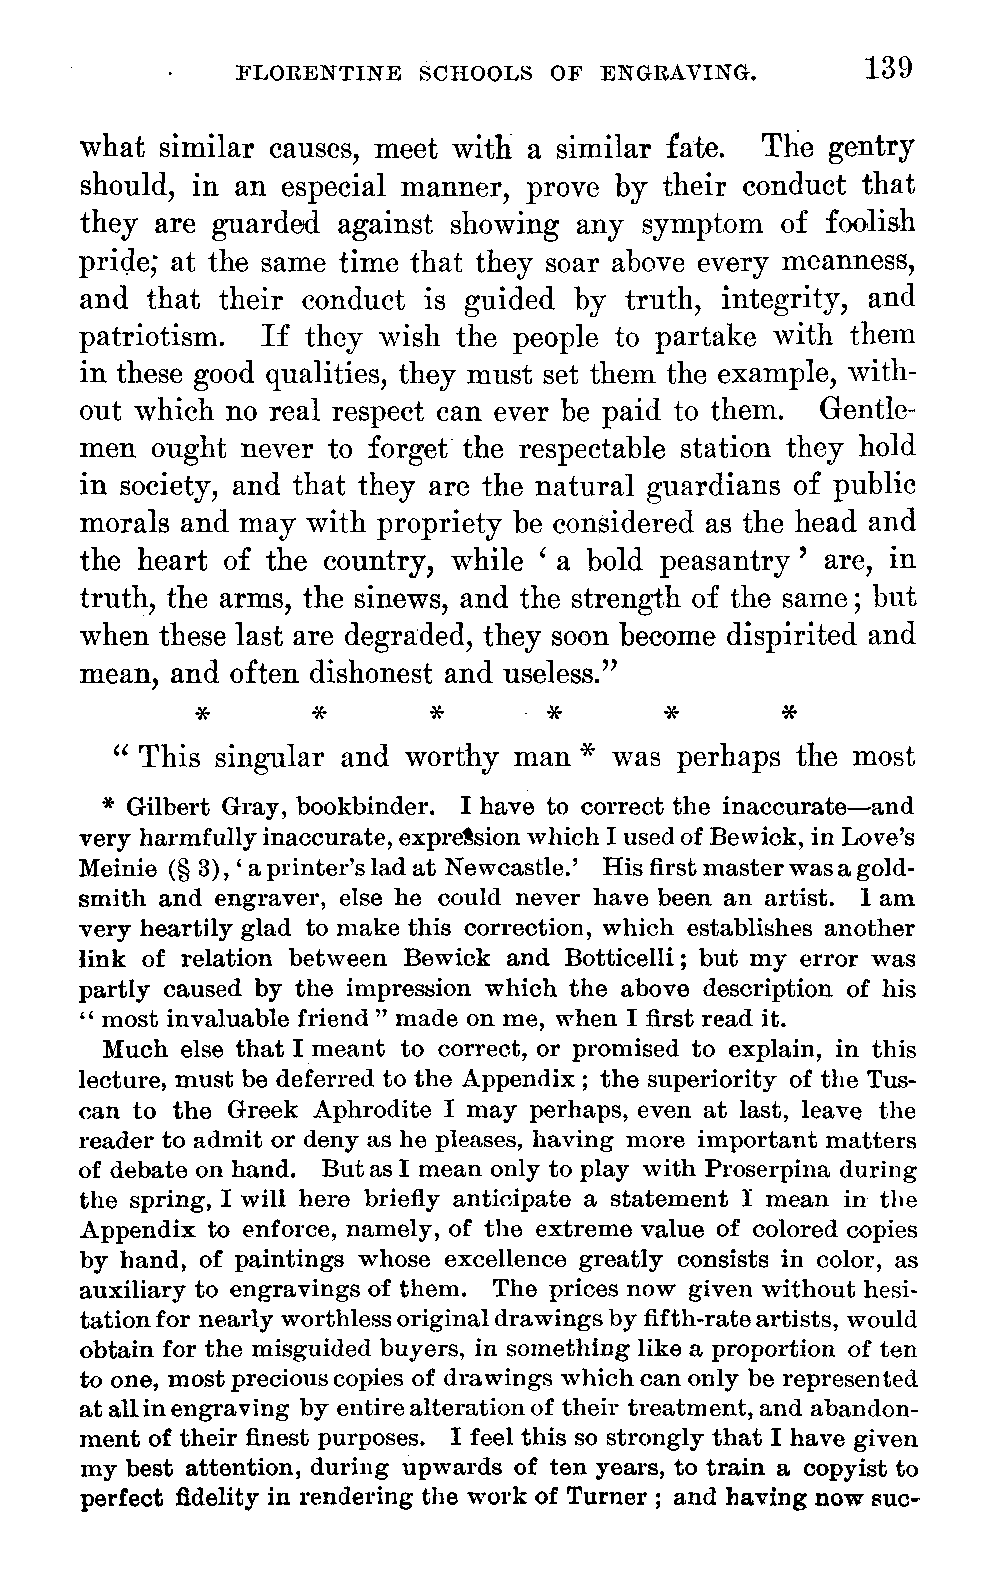 FLORENTINE SCHOOLS OF ENGRAVING. 139
what similar causes, meet with a similar fate. The gentry
should, in an especial manner, prove by their conduct that
they are guarded against showing any symptom of foolish
pride; at the same time that they soar above every meanness,
and that their conduct is guided by truth, integrity, and
patriotism. If they wish the people to partake with them
in these good qualities, they must set them the example, with-
out which no real respect can ever be paid to them. Gentle-
men ought never to forget the respectable station they hold
in society, and that they are the natural guardians of public
morals and may with propriety be considered as the head and
the heart of the country, while ‘ a bold peasantry ’ are, in
truth, the arms, the sinews, and the strength of the same; but
when these last are degraded, they soon become dispirited and
mean, and often dishonest and useless.”
* * * * * *
“ This singular and worthy man * was perhaps the most
* Gilbert Gray, bookbinder. I have to correct the inaccurate—and
very harmfully inaccurate, expression which I used of Bewick, in Love’s
Meinie (§ 3), ‘ a printer’s lad at Newcastle.’ His first master was a gold-
smith and engraver, else he could never have been an artist. I am
very heartily glad to make this correction, which establishes another
link of relation between Bewick and Botticelli; but my error was
partly caused by the impression which the above description of his
“ most invaluable friend ” made on me, when I first read it.
Much else that I meant to correct, or promised to explain, in this
lecture, must be deferred to the Appendix; the superiority of the Tus-
can to the Greek Aphrodite I may perhaps, even at last, leave the
reader to admit or deny as he pleases, having more important matters
of debate on hand. But as I mean only to play with Proserpina during
the spring, I will here briefly anticipate a statement I mean in the
Appendix to enforce, namely, of the extreme value of colored copies
by hand, of paintings whose excellence greatly consists in color, as
auxiliary to engravings of them. The prices now given without hesi-
tation for nearly worthless original drawings by fifth-rate artists, would
obtain for the misguided buyers, in something like a proportion of ten
to one, most precious copies of drawings which can only be represented
at all in engraving by entire alteration of their treatment, and abandon-
ment of their finest purposes. I feel this so strongly that I have given
my best attention, during upwards of ten years, to train a copyist to
perfect fidelity in rendering the work of Turner ; and having now suc-